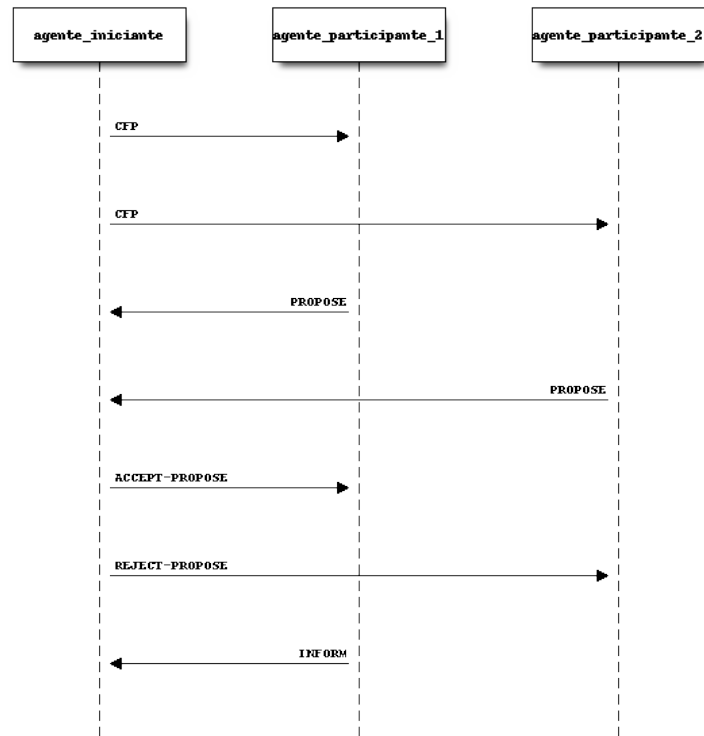 agente_iniciante
agente_participante_1
agente_participante_2
CFP
CFP
PROPOSE
PROPOSE
ACCEPT-PROPOSE
REJECT-PROPOSE
INFORM